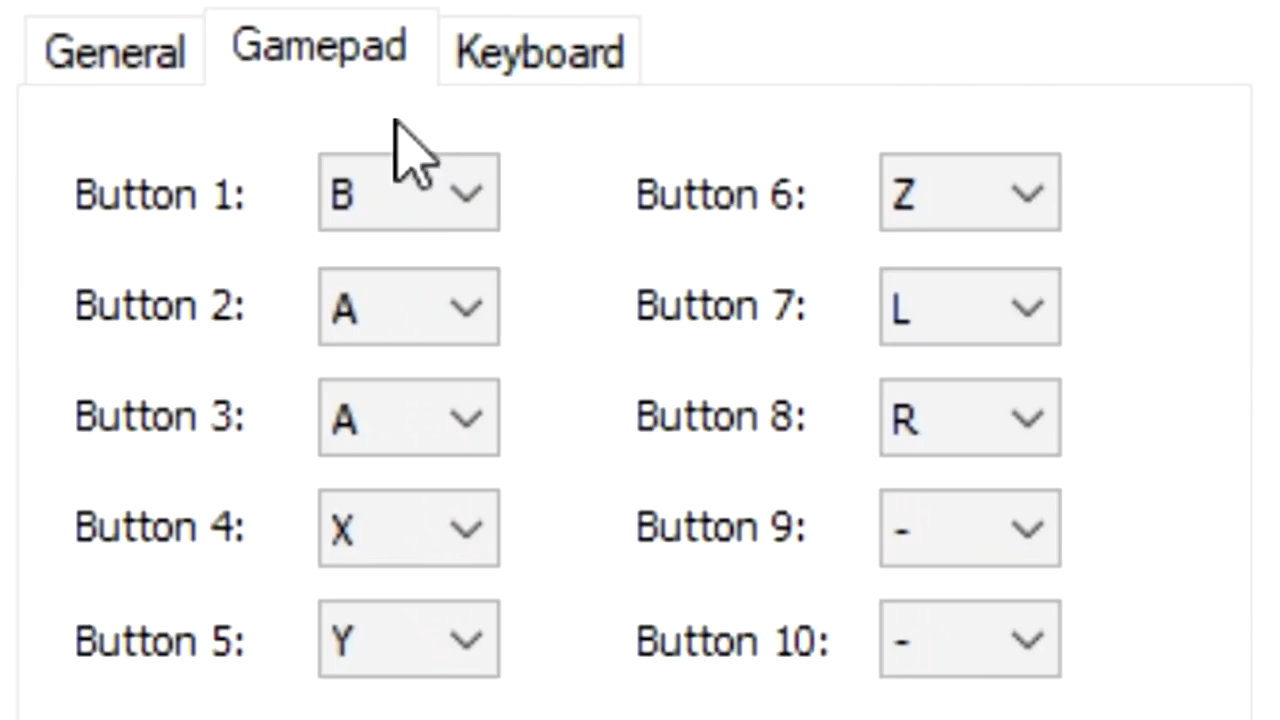 General Gamepad Keyboard
Button 1: B Button 6: Z
Button 2: A Button 7: L
Button 3: A Button 8: R
Button 4: X Button 9: -
Button 5: Y Button 10: -